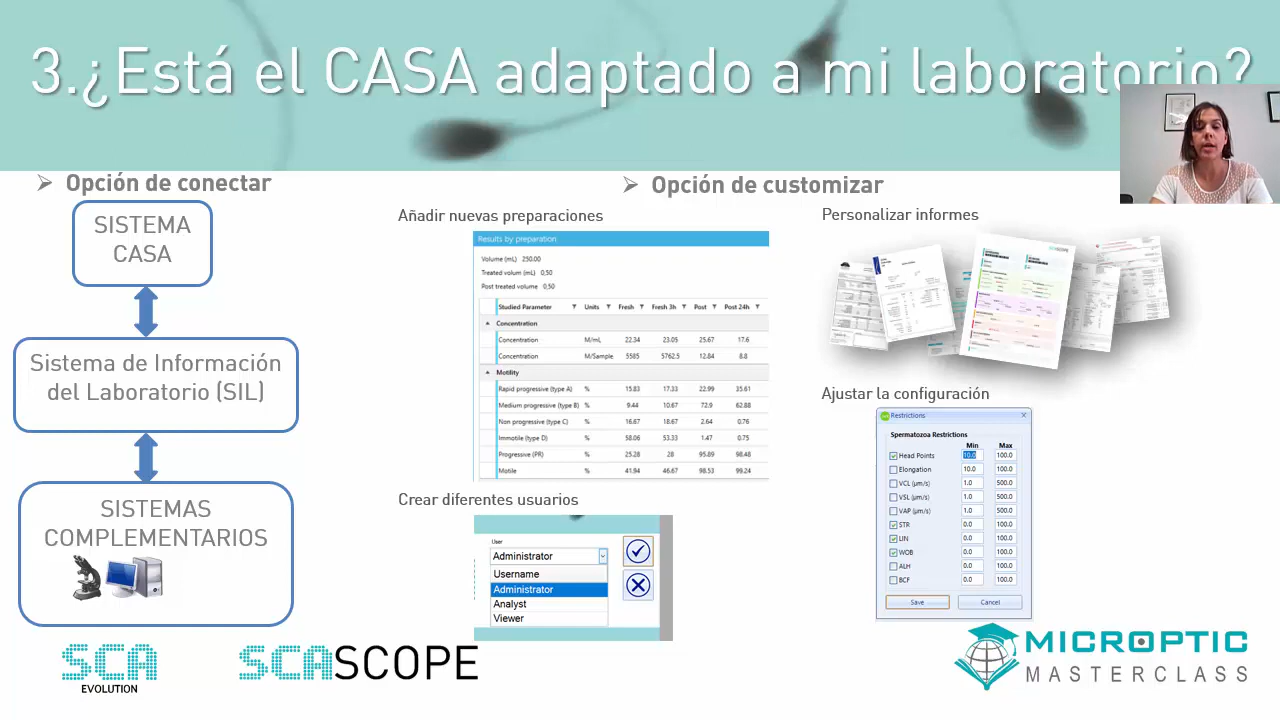 3.¿Está el CASA adaptado a mi laboratorio?
Opción de conectar
SISTEMA
CASA
Sistema de Información
del Laboratorio (SIL)
SISTEMAS
COMPLEMENTARIOS
SCA
EVOLUTION
SCASCOPE
Opción de customizar
Añadir nuevas preparaciones
Results by preparation
Volume (mL) 250.00
Treated volum (mL) 0,50
Post treated volume 0,50
Studied Parameter Units Fresh Fresh 3h Post Post 24h
Concentration
Concentration M/mL 22.34 23.05 25.67 17.6
Concentration M/Sample 5585 5762.5 12.84 8.8
Motility
Rapid progressive (type A) % 15.83 17.33 22.99 35.61
Medium progressive (type B) % 9.44 10.67 72.9 62.88
Non progressive (type C) % 16.67 18.67 2.64 0.76
Immotile (type D) % 58.06 53.33 1.47 0.75
Progressive (PR) % 25.28 28 95.89 98.48
Motile % 41.94 46.67 98.53 99.24
Crear diferentes usuarios
User
Administrator
Username
Administrator
Analyst
Viewer
Personalizar informes
SCASCOPE
Ajustar la configuración
Restrictions
Spermatozoa Restrictions
Min Max
Head Points 10.0 100.0
Elongation 10.0 100.0
VCL (µm/s) 1.0 500.0
VSL (µm/s) 1.0 500.0
VAP (µm/s) 1.0 500.0
STR 0.0 100.0
LIN 0.0 100.0
WOB 0.0 100.0
ALH 0.0 100.0
BCF 0.0 100.0
Save Cancel
MICROPTIC
MASTERCLASS